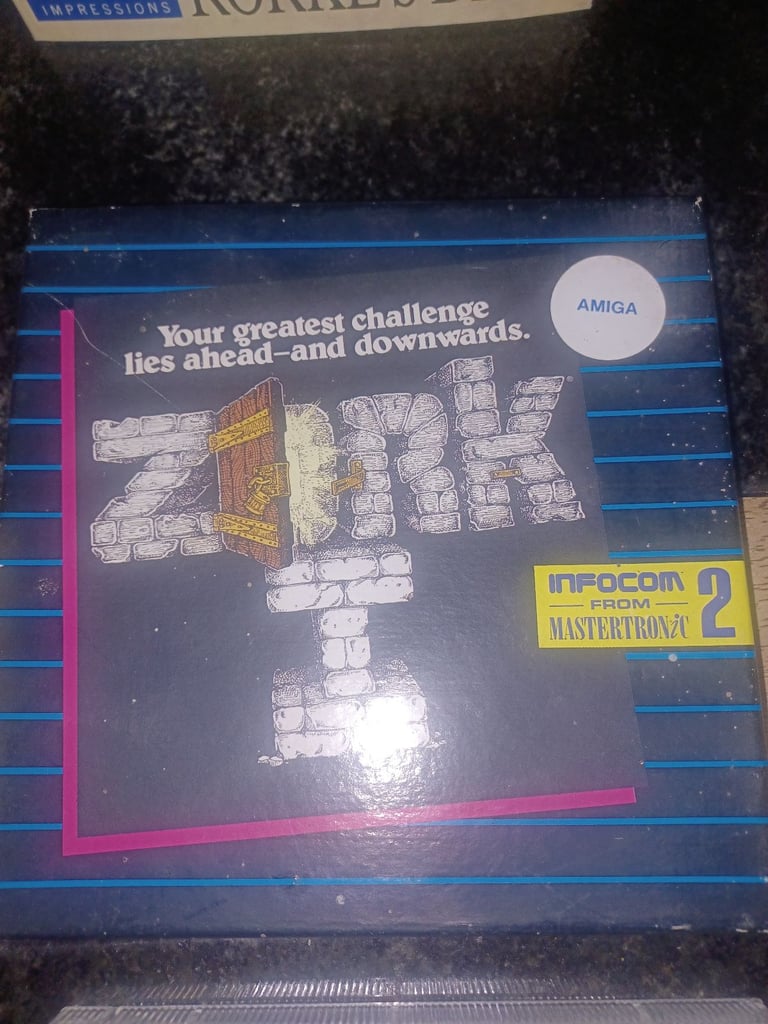 IMPRESSIONS
Your greatest challenge
lies ahead—and downwards.
AMIGA
ZORK
I
INFOCOM
FROM
MASTERTRONiC
2